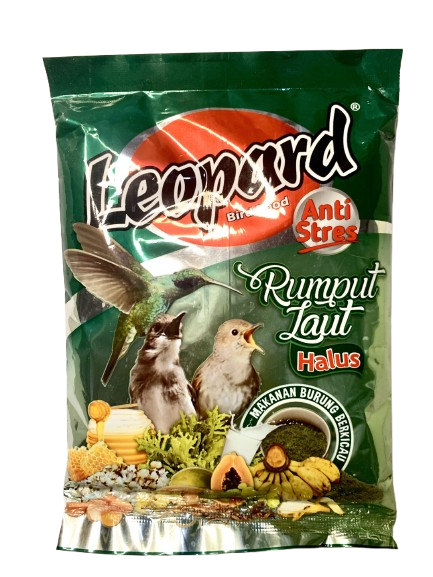 Leopard®
Bird Food
Anti
Stres
Rumput
Laut
Halus
MAKANAN BURUNG BERKICAU